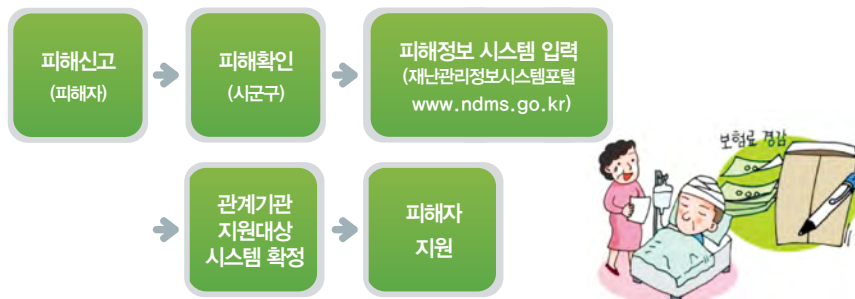 피해신고
(피해자)
피해확인
(시군구)
피해정보 시스템 입력
(재난관리정보시스템포털
www.ndms.go.kr)
보험료 경감
관계기관
지원대상
시스템 확정
피해자
지원